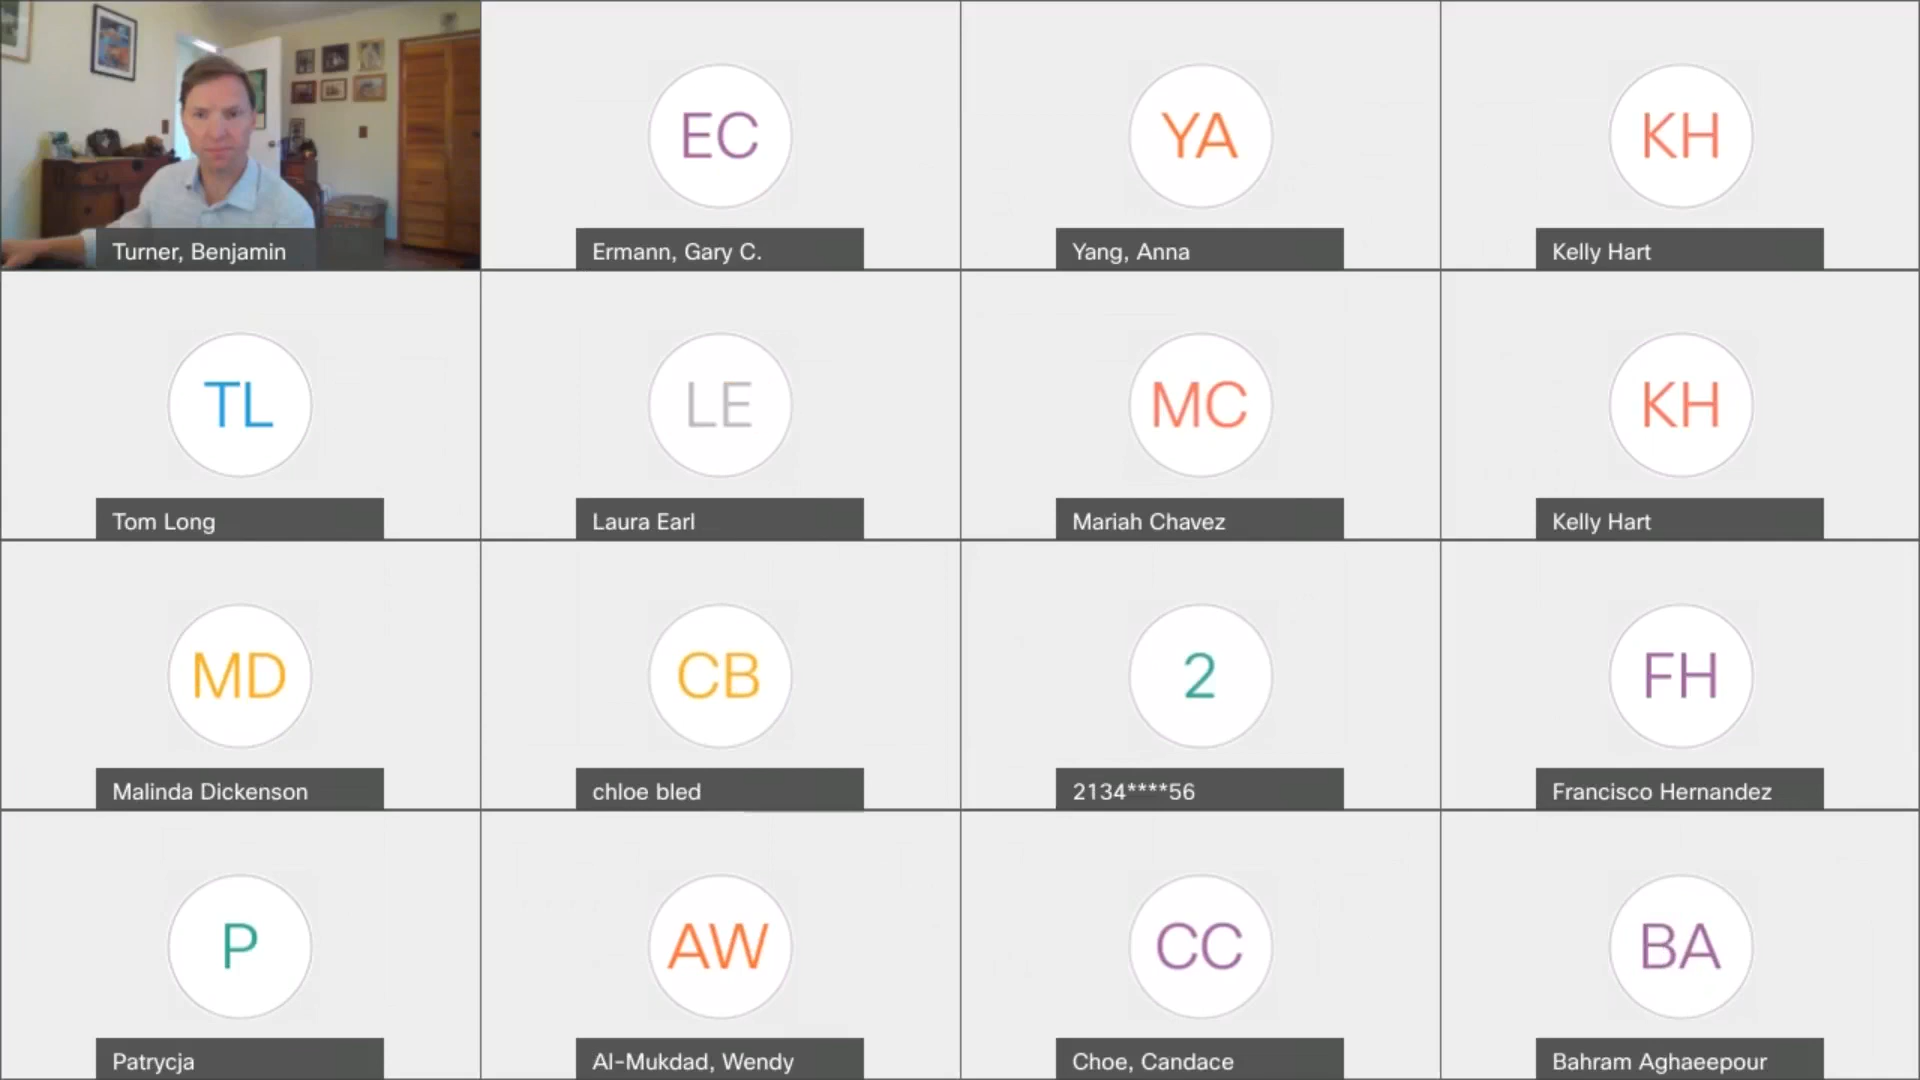 Turner, Benjamin
EC
Ermann, Gary C.
YA
Yang, Anna
KH
Kelly Hart
TL
Tom Long
LE
Laura Earl
MC
Mariah Chavez
KH
Kelly Hart
MD
Malinda Dickenson
CB
chloe bled
2
2134****56
FH
Francisco Hernandez
P
Patrycja
AW
Al-Mukdad, Wendy
CC
Choe, Candace
BA
Bahram Aghaeepour